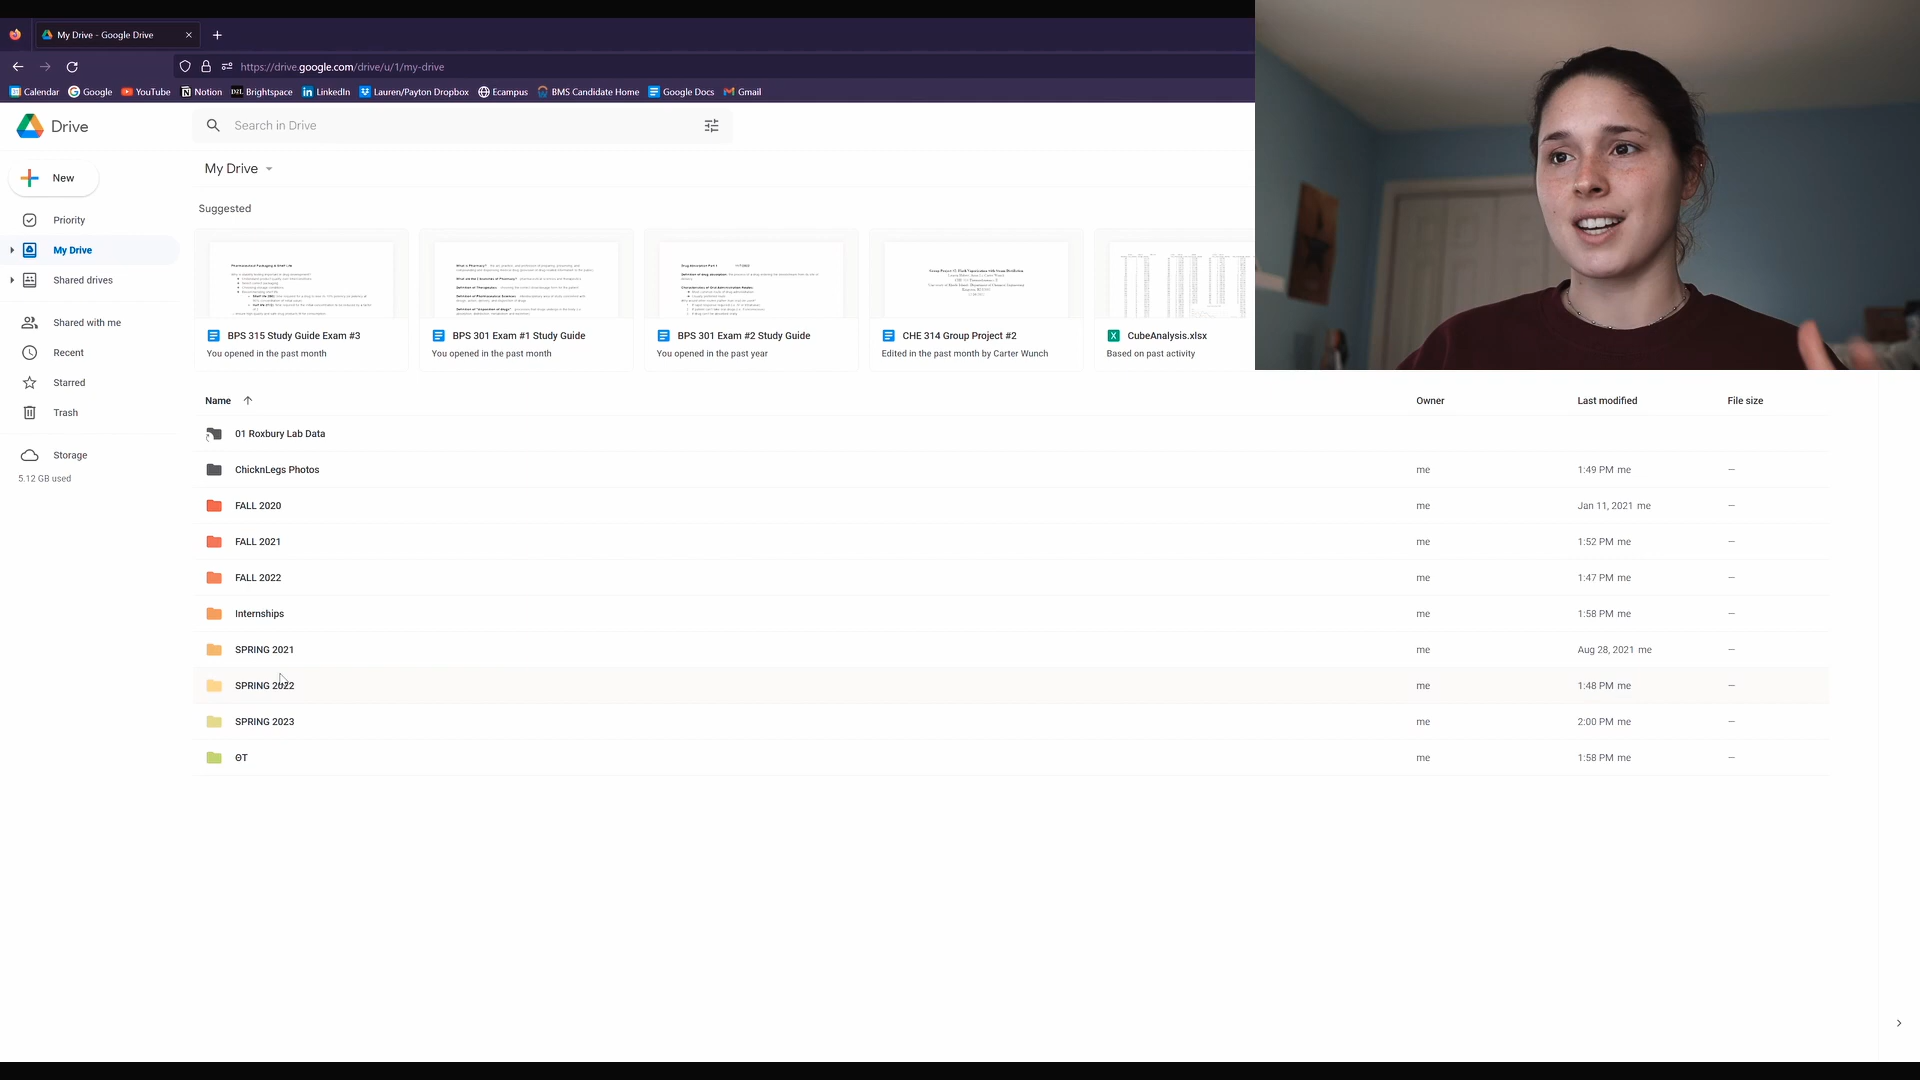 My Drive - Google Drive
https://drive.google.com/drive/u/1/my-drive
Calendar Google YouTube Notion D2L Brightspace LinkedIn Lauren/Payton Dropbox Ecampus BMS Candidate Home Google Docs Gmail
Drive
Search in Drive
New
My Drive
Priority
My Drive
Shared drives
Shared with me
Recent
Starred
Trash
Storage
5.12 GB used
Suggested
BPS 315 Study Guide Exam #3
You opened in the past month
BPS 301 Exam #1 Study Guide
You opened in the past month
BPS 301 Exam #2 Study Guide
You opened in the past year
CHE 314 Group Project #2
Edited in the past month by Carter Wunch
CubeAnalysis.xlsx
Based on past activity
Name Owner Last modified File size
01 Roxbury Lab Data
ChicknLegs Photos me 1:49 PM me —
FALL 2020 me Jan 11, 2021 me —
FALL 2021 me 1:52 PM me —
FALL 2022 me 1:47 PM me —
Internships me 1:58 PM me —
SPRING 2021 me Aug 28, 2021 me —
SPRING 2022 me 1:48 PM me —
SPRING 2023 me 2:00 PM me —
ΘΤ me 1:58 PM me —